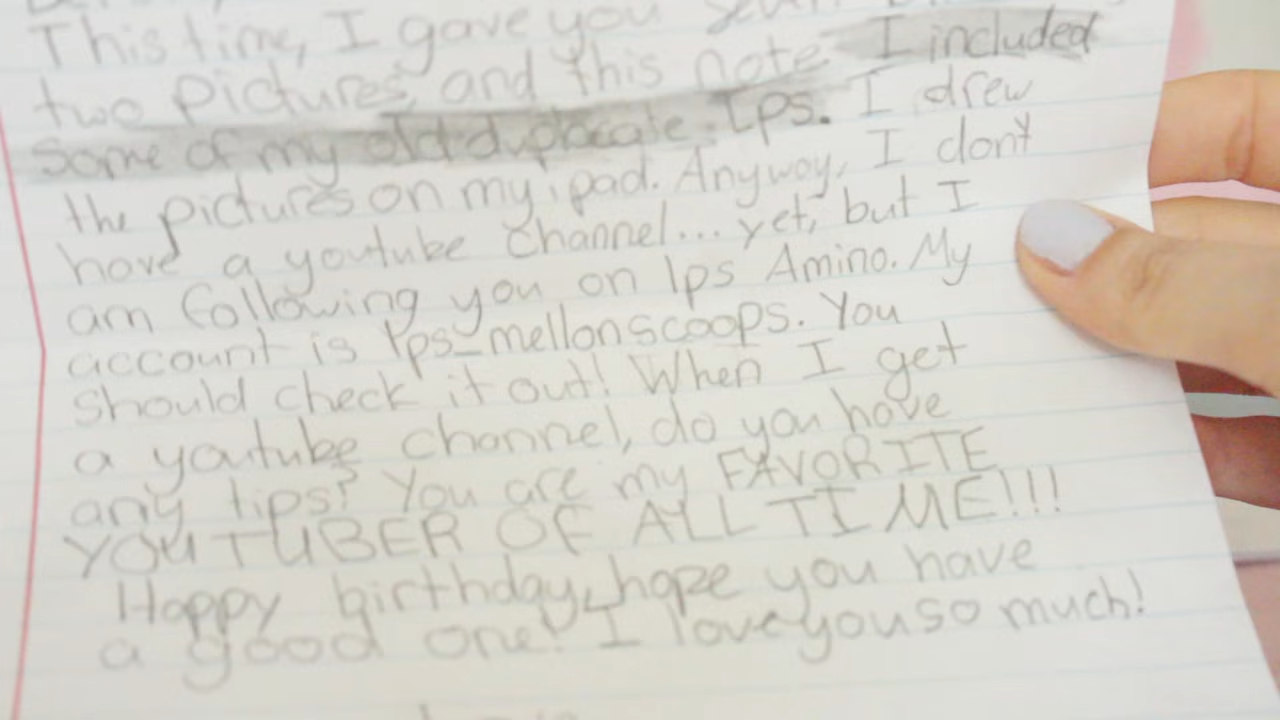 This time, I gave you
two pictures, and this note. I included
some of my old duplacate Lps. I drew
the pictures on my ipad. Anyway, I don't
have a youtube channel... yet, but I
am following you on lps Amino. My
account is lps_mellonscoops. You
should check it out! When I get
a youtube channel, do you have
any tips? You are my FAVORITE
YOUTUBER OF ALL TIME!!!
Happy birthday, hope you have
a good one! I love you so much!